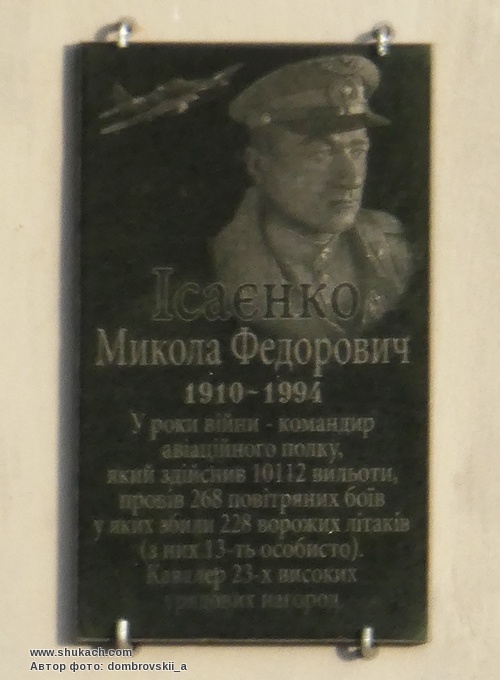 Ісаєнко
Микола Федорович
1910-1994
У роки війни - командир
авіаційного полку,
який здійснив 10112 вильоти,
провів 268 повітряних боїв
у яких збили 228 ворожих літаків
(з них 13-ть особисто).
Кавалер 23-х високих
урядових нагород
www.shukach.com
Автор фото: dombrovskii_a